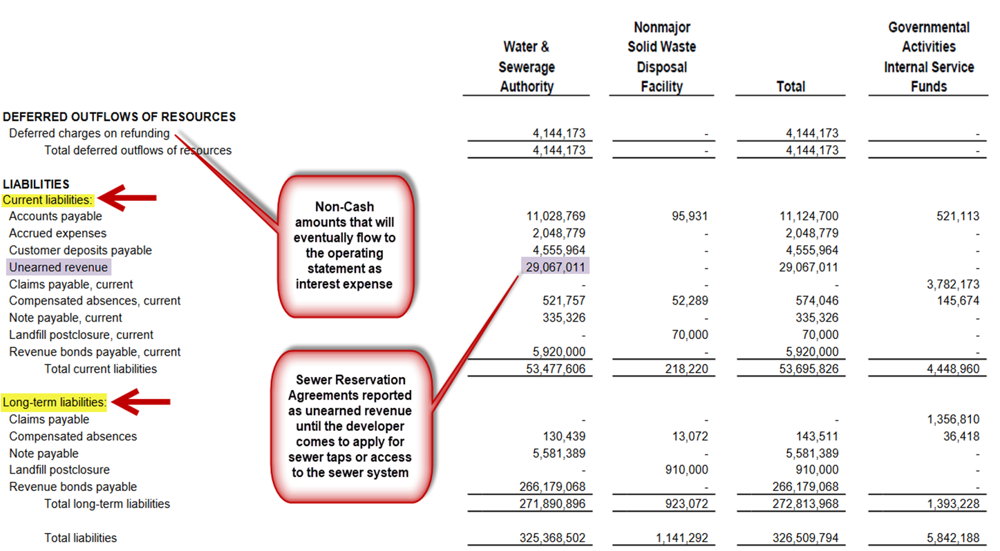 Nonmajor Governmental
Water & Solid Waste Activities
Sewerage Disposal Internal Service
Authority Facility Total Funds
DEFERRED OUTFLOWS OF RESOURCES
Deferred charges on refunding 4,144,173 - 4,144,173 -
Total deferred outflows of resources 4,144,173 - 4,144,173 -
LIABILITIES
Current liabilities:
Accounts payable 11,028,769 95,931 11,124,700 521,113
Accrued expenses 2,048,779 - 2,048,779 -
Customer deposits payable 4,555,964 - 4,555,964 -
Unearned revenue 29,067,011 - 29,067,011 -
Claims payable, current - - - 3,782,173
Compensated absences, current 521,757 52,289 574,046 145,674
Note payable, current 335,326 - 335,326 -
Landfill postclosure, current - 70,000 70,000 -
Revenue bonds payable, current 5,920,000 - 5,920,000 -
Total current liabilities 53,477,606 218,220 53,695,826 4,448,960
Long-term liabilities:
Claims payable - - - 1,356,810
Compensated absences 130,439 13,072 143,511 36,418
Note payable 5,581,389 - 5,581,389 -
Landfill postclosure - 910,000 910,000 -
Revenue bonds payable 266,179,068 - 266,179,068 -
Total long-term liabilities 271,890,896 923,072 272,813,968 1,393,228
Total liabilities 325,368,502 1,141,292 326,509,794 5,842,188
Non-Cash
amounts that will
eventually flow to
the operating
statement as
interest expense
Sewer Reservation
Agreements reported
as unearned revenue
until the developer
comes to apply for
sewer taps or access
to the sewer system